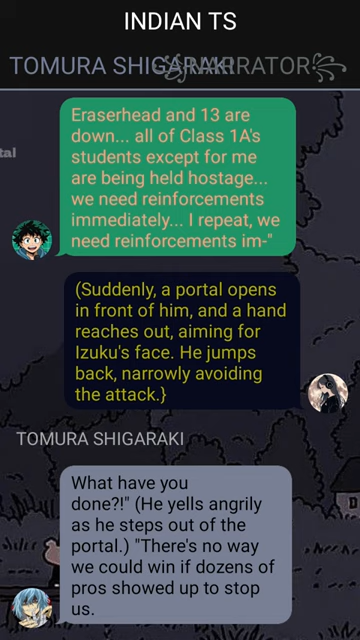 INDIAN TS
TOMURA SHIGARAKI
NARRATOR
tal
Eraserhead and 13 are
down... all of Class 1A's
students except for me
are being held hostage...
we need reinforcements
immediately... I repeat, we
need reinforcements im-"
(Suddenly, a portal opens
in front of him, and a hand
reaches out, aiming for
Izuku's face. He jumps
back, narrowly avoiding
the attack.}
TOMURA SHIGARAKI
What have you
done?!" (He yells angrily
as he steps out of the
portal.) "There's no way
we could win if dozens of
pros showed up to stop
us.